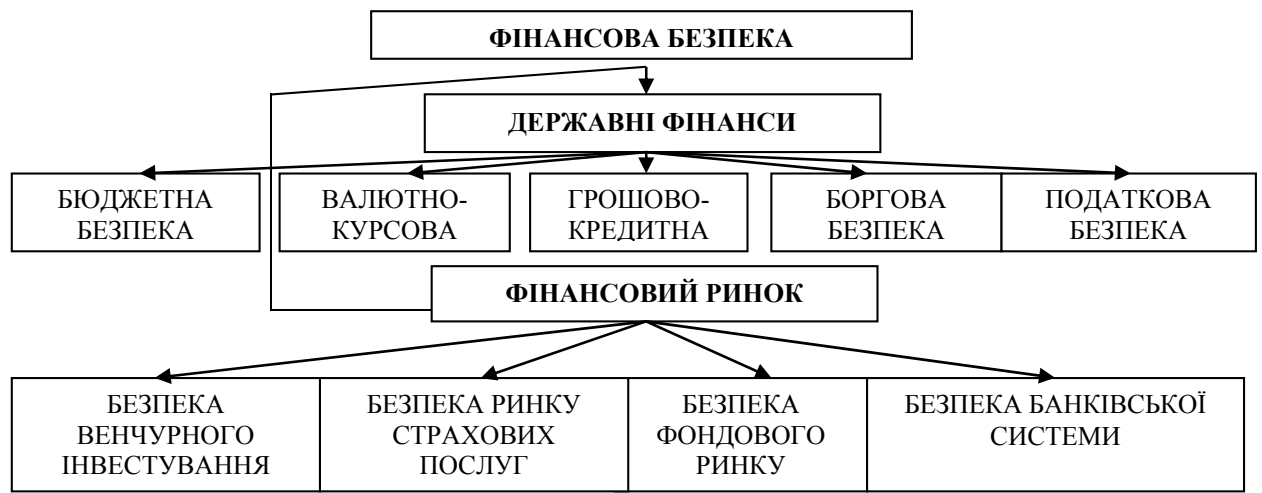 ФІНАНСОВА БЕЗПЕКА
ДЕРЖАВНІ ФІНАНСИ
БЮДЖЕТНА
БЕЗПЕКА
ВАЛЮТНО-
КУРСОВА
ГРОШОВО-
КРЕДИТНА
БОРГОВА
БЕЗПЕКА
ПОДАТКОВА
БЕЗПЕКА
ФІНАНСОВИЙ РИНОК
БЕЗПЕКА
ВЕНЧУРНОГО
ІНВЕСТУВАННЯ
БЕЗПЕКА РИНКУ
СТРАХОВИХ
ПОСЛУГ
БЕЗПЕКА
ФОНДОВОГО
РИНКУ
БЕЗПЕКА БАНКІВСЬКОЇ
СИСТЕМИ